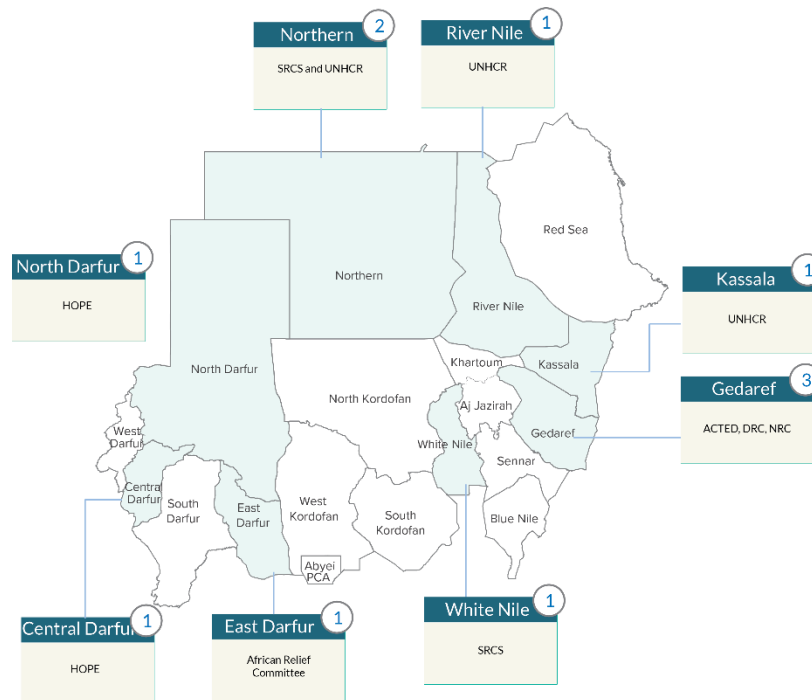 Northern 2
SRCS and UNHCR
River Nile 1
UNHCR
Red Sea
North Darfur 1
HOPE
Northern
River Nile
Kassala 1
UNHCR
Khartoum
Kassala
North Darfur
North Kordofan
Aj Jazirah
Gedaref 3
ACTED, DRC, NRC
West
Darfur
White Nile
Gedaref
Sennar
Central
Darfur
South
Darfur
East
Darfur
West
Kordofan
South
Kordofan
Blue Nile
Abyei
PCA
Central Darfur 1
HOPE
East Darfur 1
African Relief
Committee
White Nile 1
SRCS